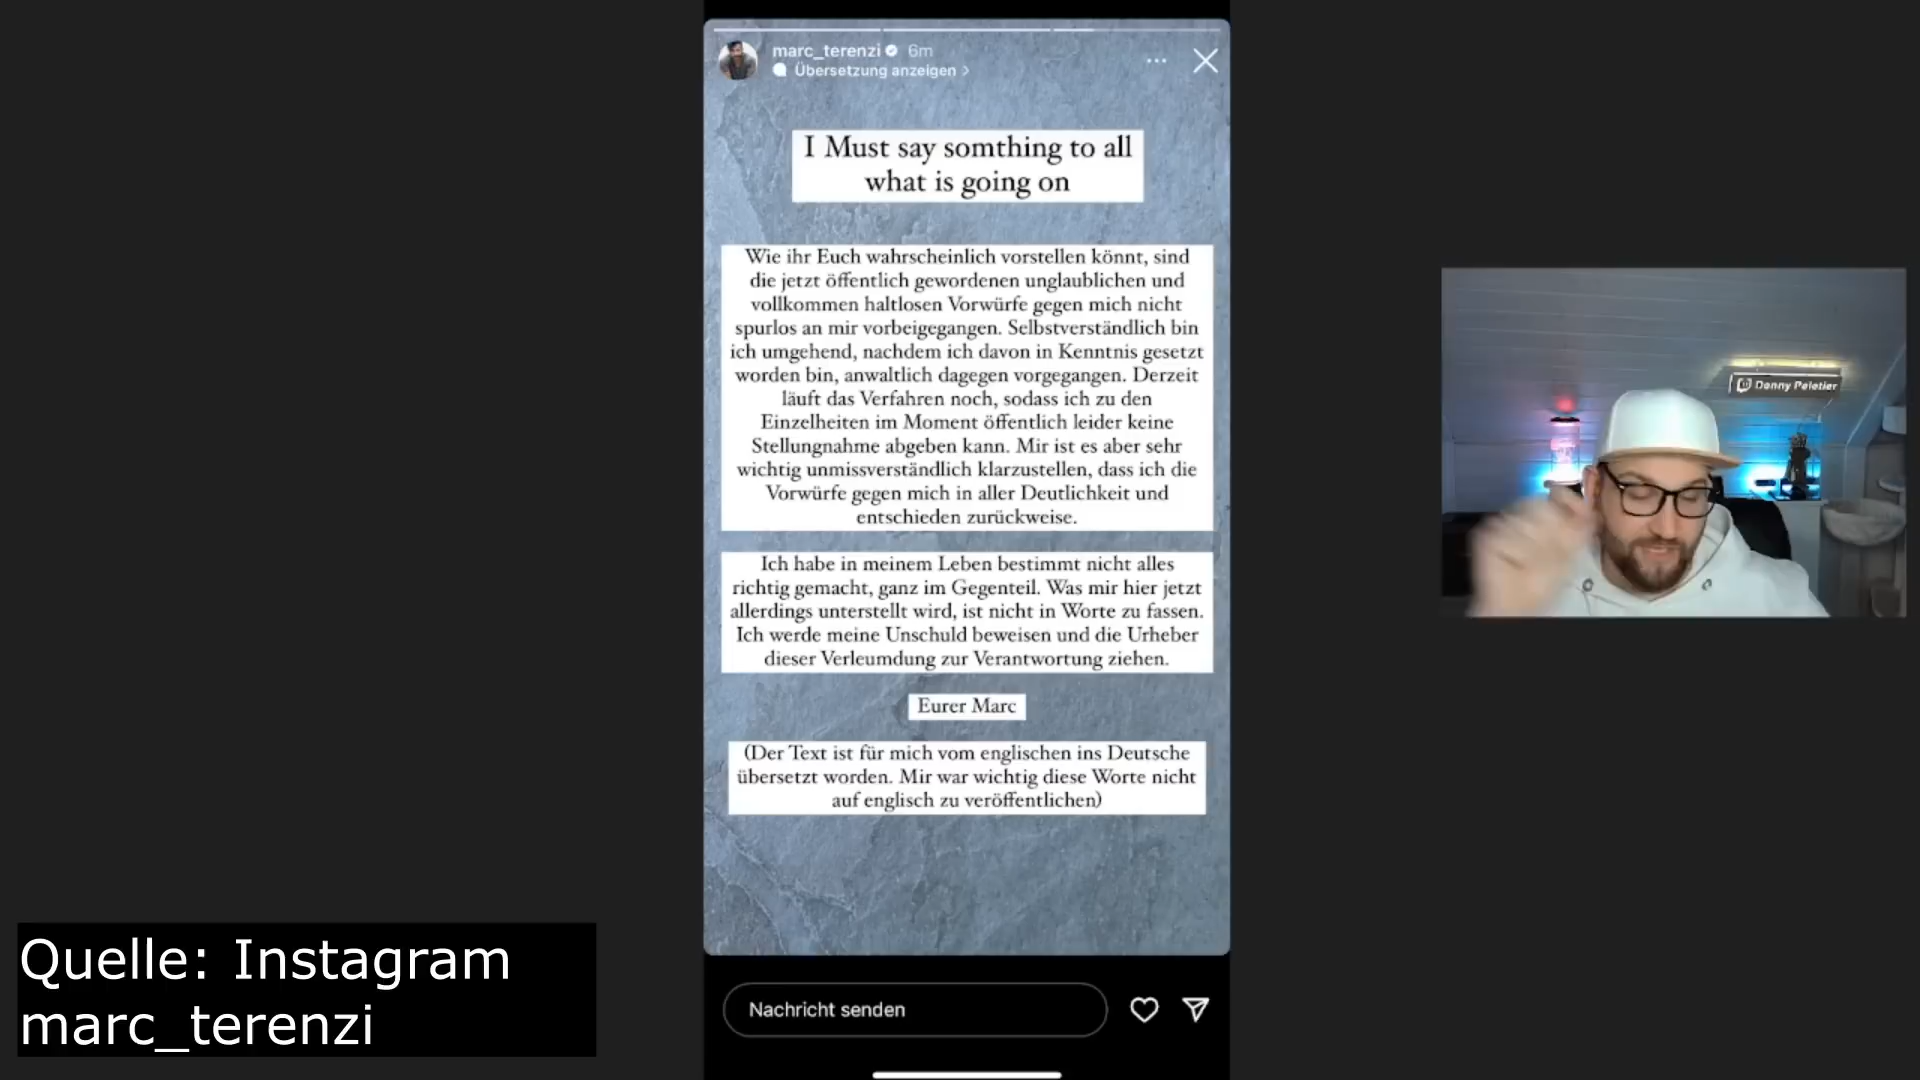 marc_terenzi 6m
Übersetzung anzeigen
I Must say somthing to all
what is going on
Wie ihr Euch wahrscheinlich vorstellen könnt, sind
die jetzt öffentlich gewordenen unglaublichen und
vollkommen haltlosen Vorwürfe gegen mich nicht
spurlos an mir vorbeigegangen. Selbstverständlich bin
ich umgehend, nachdem ich davon in Kenntnis gesetzt
worden bin, anwaltlich dagegen vorgegangen. Derzeit
läuft das Verfahren noch, sodass ich zu den
Einzelheiten im Moment öffentlich leider keine
Stellungnahme abgeben kann. Mir ist es aber sehr
wichtig unmissverständlich klarzustellen, dass ich die
Vorwürfe gegen mich in aller Deutlichkeit und
entschieden zurückweise.
Ich habe in meinem Leben bestimmt nicht alles
richtig gemacht, ganz im Gegenteil. Was mir hier jetzt
allerdings unterstellt wird, ist nicht in Worte zu fassen.
Ich werde meine Unschuld beweisen und die Urheber
dieser Verleumdung zur Verantwortung ziehen.
Eurer Marc
(Der Text ist für mich vom englischen ins Deutsche
übersetzt worden. Mir war wichtig diese Worte nicht
auf englisch zu veröffentlichen)
Nachricht senden
Danny Peletier
Quelle: Instagram
marc_terenzi